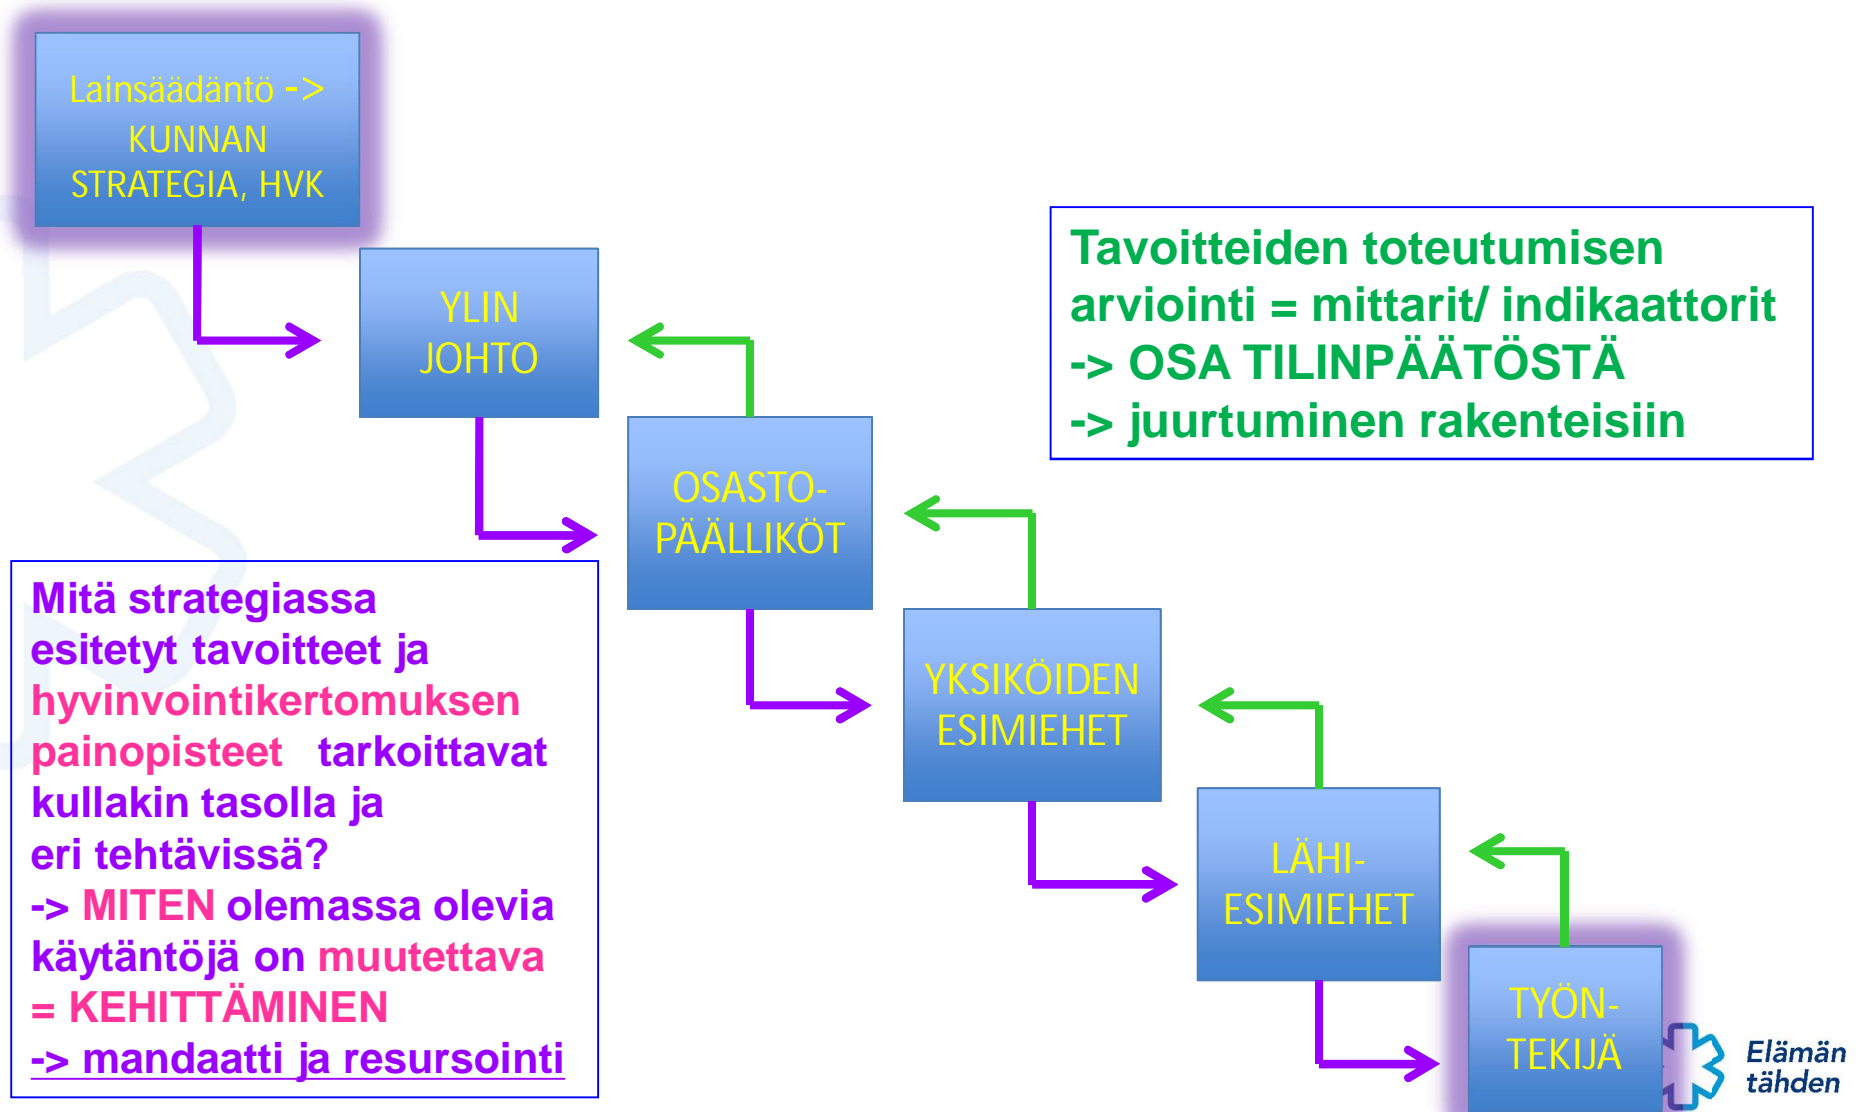 Lainsäädäntö ->
KUNNAN
STRATEGIA, HVK
YLIN
JOHTO
Tavoitteiden toteutumisen
arviointi = mittarit/ indikaattorit
-> OSA TILINPÄÄTÖSTÄ
-> juurtuminen rakenteisiin
OSASTO-
PÄÄLLIKÖT
Mitä strategiassa
esitetyt tavoitteet ja
hyvinvointikertomuksen
painopisteet tarkoittavat
kullakin tasolla ja
eri tehtävissä?
-> MITEN olemassa olevia
käytäntöjä on muutettava
= KEHITTÄMINEN
-> mandaatti ja resursointi
YKSIKÖIDEN
ESIMIEHET
LÄHI-
ESIMIEHET
TYÖN-
TEKIJÄ
Elämän
tähden